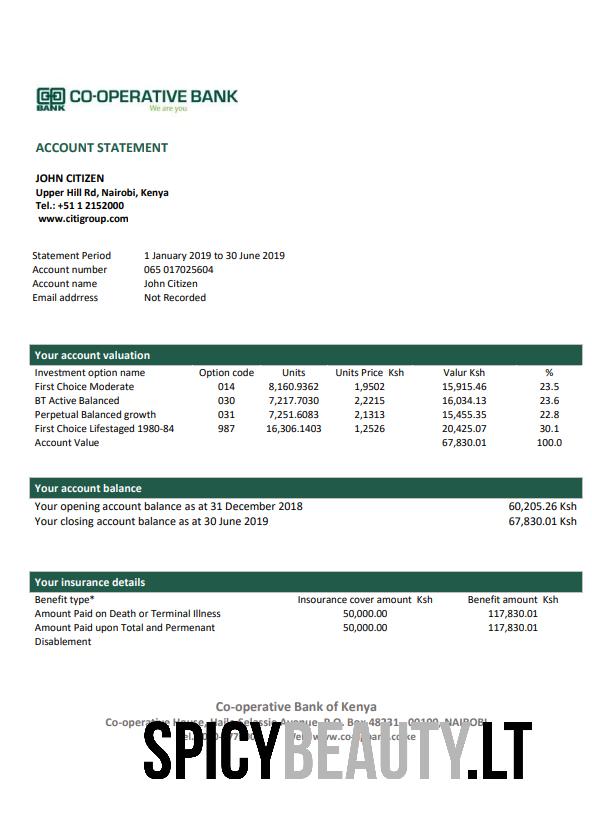 BANK CO-OPERATIVE BANK
We are you
ACCOUNT STATEMENT
JOHN CITIZEN
Upper Hill Rd, Nairobi, Kenya
Tel.: +51 1 2152000
www.citigroup.com
Statement Period 1 January 2019 to 30 June 2019
Account number 065 017025604
Account name John Citizen
Email addrress Not Recorded
Your account valuation
Investment option name Option code Units Units Price Ksh Valur Ksh %
First Choice Moderate 014 8,160.9362 1,9502 15,915.46 23.5
BT Active Balanced 030 7,217.7030 2,2215 16,034.13 23.6
Perpetual Balanced growth 031 7,251.6083 2,1313 15,455.35 22.8
First Choice Lifestaged 1980-84 987 16,306.1403 1,2526 20,425.07 30.1
Account Value 67,830.01 100.0
Your account balance
Your opening account balance as at 31 December 2018 60,205.26 Ksh
Your closing account balance as at 30 June 2019 67,830.01 Ksh
Your insurance details
Benefit type* Insourance cover amount Ksh Benefit amount Ksh
Amount Paid on Death or Terminal Illness 50,000.00 117,830.01
Amount Paid upon Total and Permenant 50,000.00 117,830.01
Disablement
Co-operative Bank of Kenya
Co-operative House, Haile Selassie Avenue, P.O. Box 48231 - 00100, NAIROBI
SPICYBEAUTY.LT